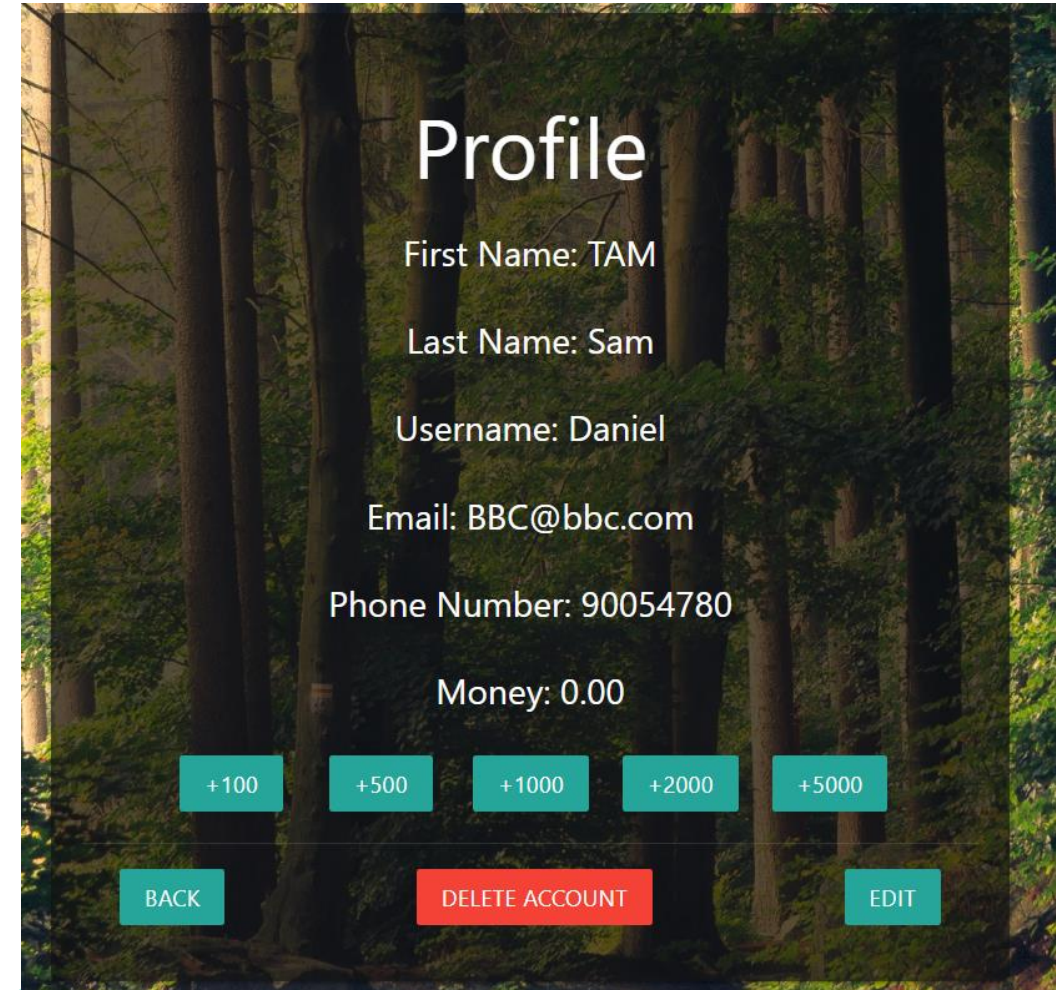 Profile
First Name: TAM
Last Name: Sam
Username: Daniel
Email: BBC@bbc.com
Phone Number: 90054780
Money: 0.00
+100 +500 +1000 +2000 +5000
BACK DELETE ACCOUNT EDIT